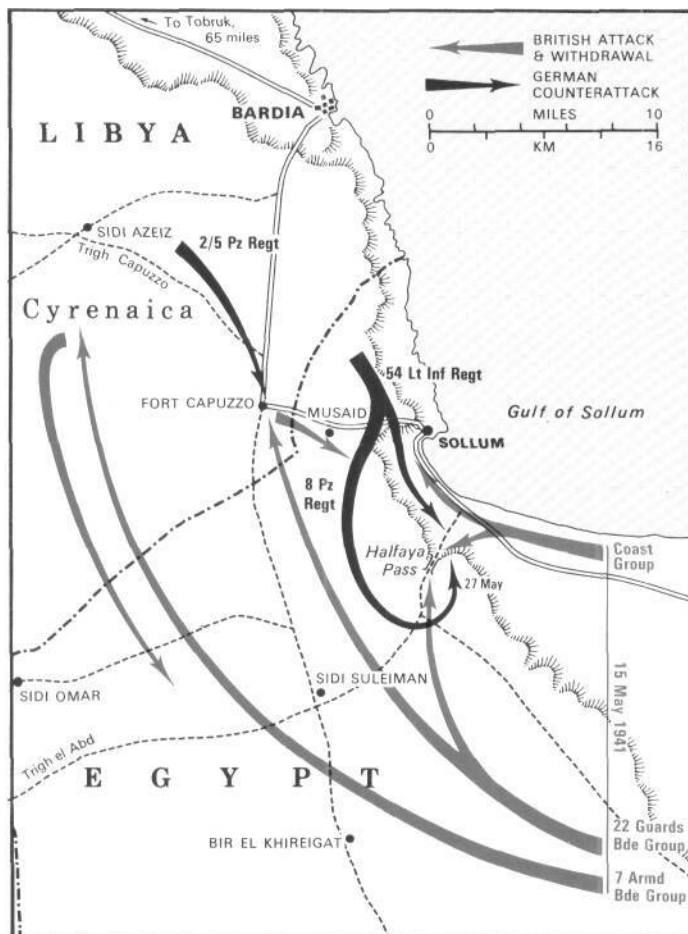 To Tobruk,
65 miles
BRITISH ATTACK
& WITHDRAWAL
GERMAN
COUNTERATTACK
0 MILES 10
0 KM 16
BARDIA
LIBYA
SIDI AZEIZ
2/5 Pz Regt
Trigh Capuzzo
Cyrenaica
54 Lt Inf Regt
FORT CAPUZZO
MUSAID
Gulf of Sollum
SOLLUM
8 Pz
Regt
Halfaya
Pass
27 May
Coast
Group
15 May 1941
SIDI OMAR
SIDI SULEIMAN
Trigh el Abd
EGYPT
22 Guards
Bde Group
BIR EL KHIREIGAT
7 Armd
Bde Group